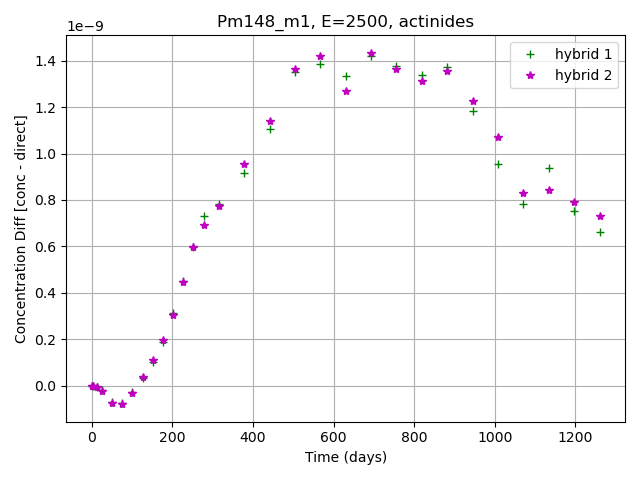 Pm148_m1, E=2500, actinides
1e−9
hybrid 1
hybrid 2
Concentration Diff [conc - direct]
1.4
1.2
1.0
0.8
0.6
0.4
0.2
0.0
0 200 400 600 800 1000 1200
Time (days)